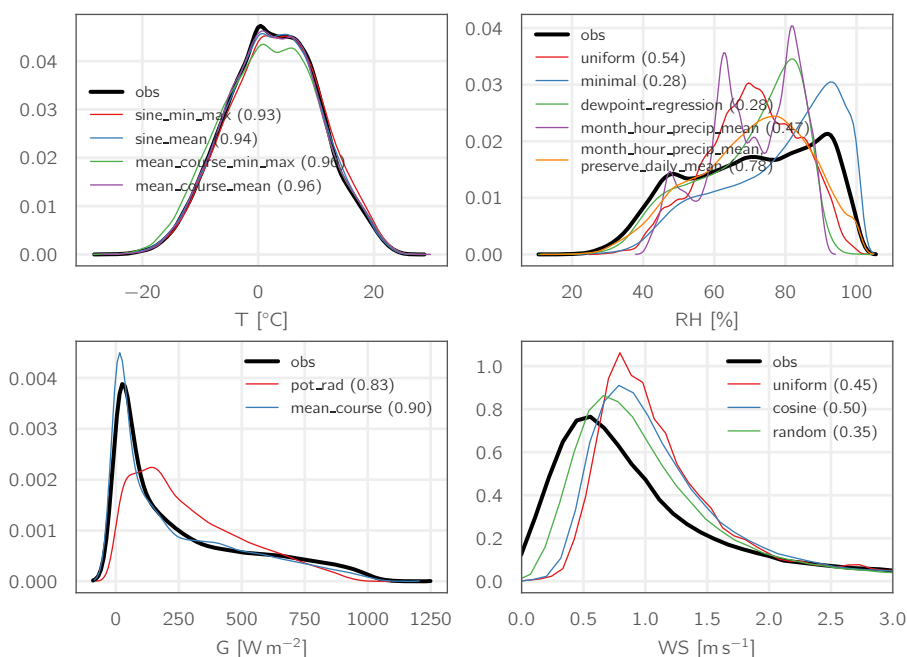 0.04
0.03
0.02
0.01
0.00
obs
sine_min_max (0.93)
sine_mean (0.94)
mean_course_min_max (0.96)
mean_course_mean (0.96)
−20
0
20
T [°C]
0.04
0.03
0.02
0.01
0.00
obs
uniform (0.54)
minimal (0.28)
dewpoint_regression (0.28)
month_hour_precip_mean (0.47)
month_hour_precip_mean
preserve_daily_mean (0.78)
20
40
60
80
100
RH [%]
0.004
0.003
0.002
0.001
0.000
obs
pot_rad (0.83)
mean_course (0.90)
0
250
500
750
1000
1250
G [W m−2]
1.0
0.8
0.6
0.4
0.2
0.0
obs
uniform (0.45)
cosine (0.50)
random (0.35)
0.0
0.5
1.0
1.5
2.0
2.5
3.0
WS [m s−1]